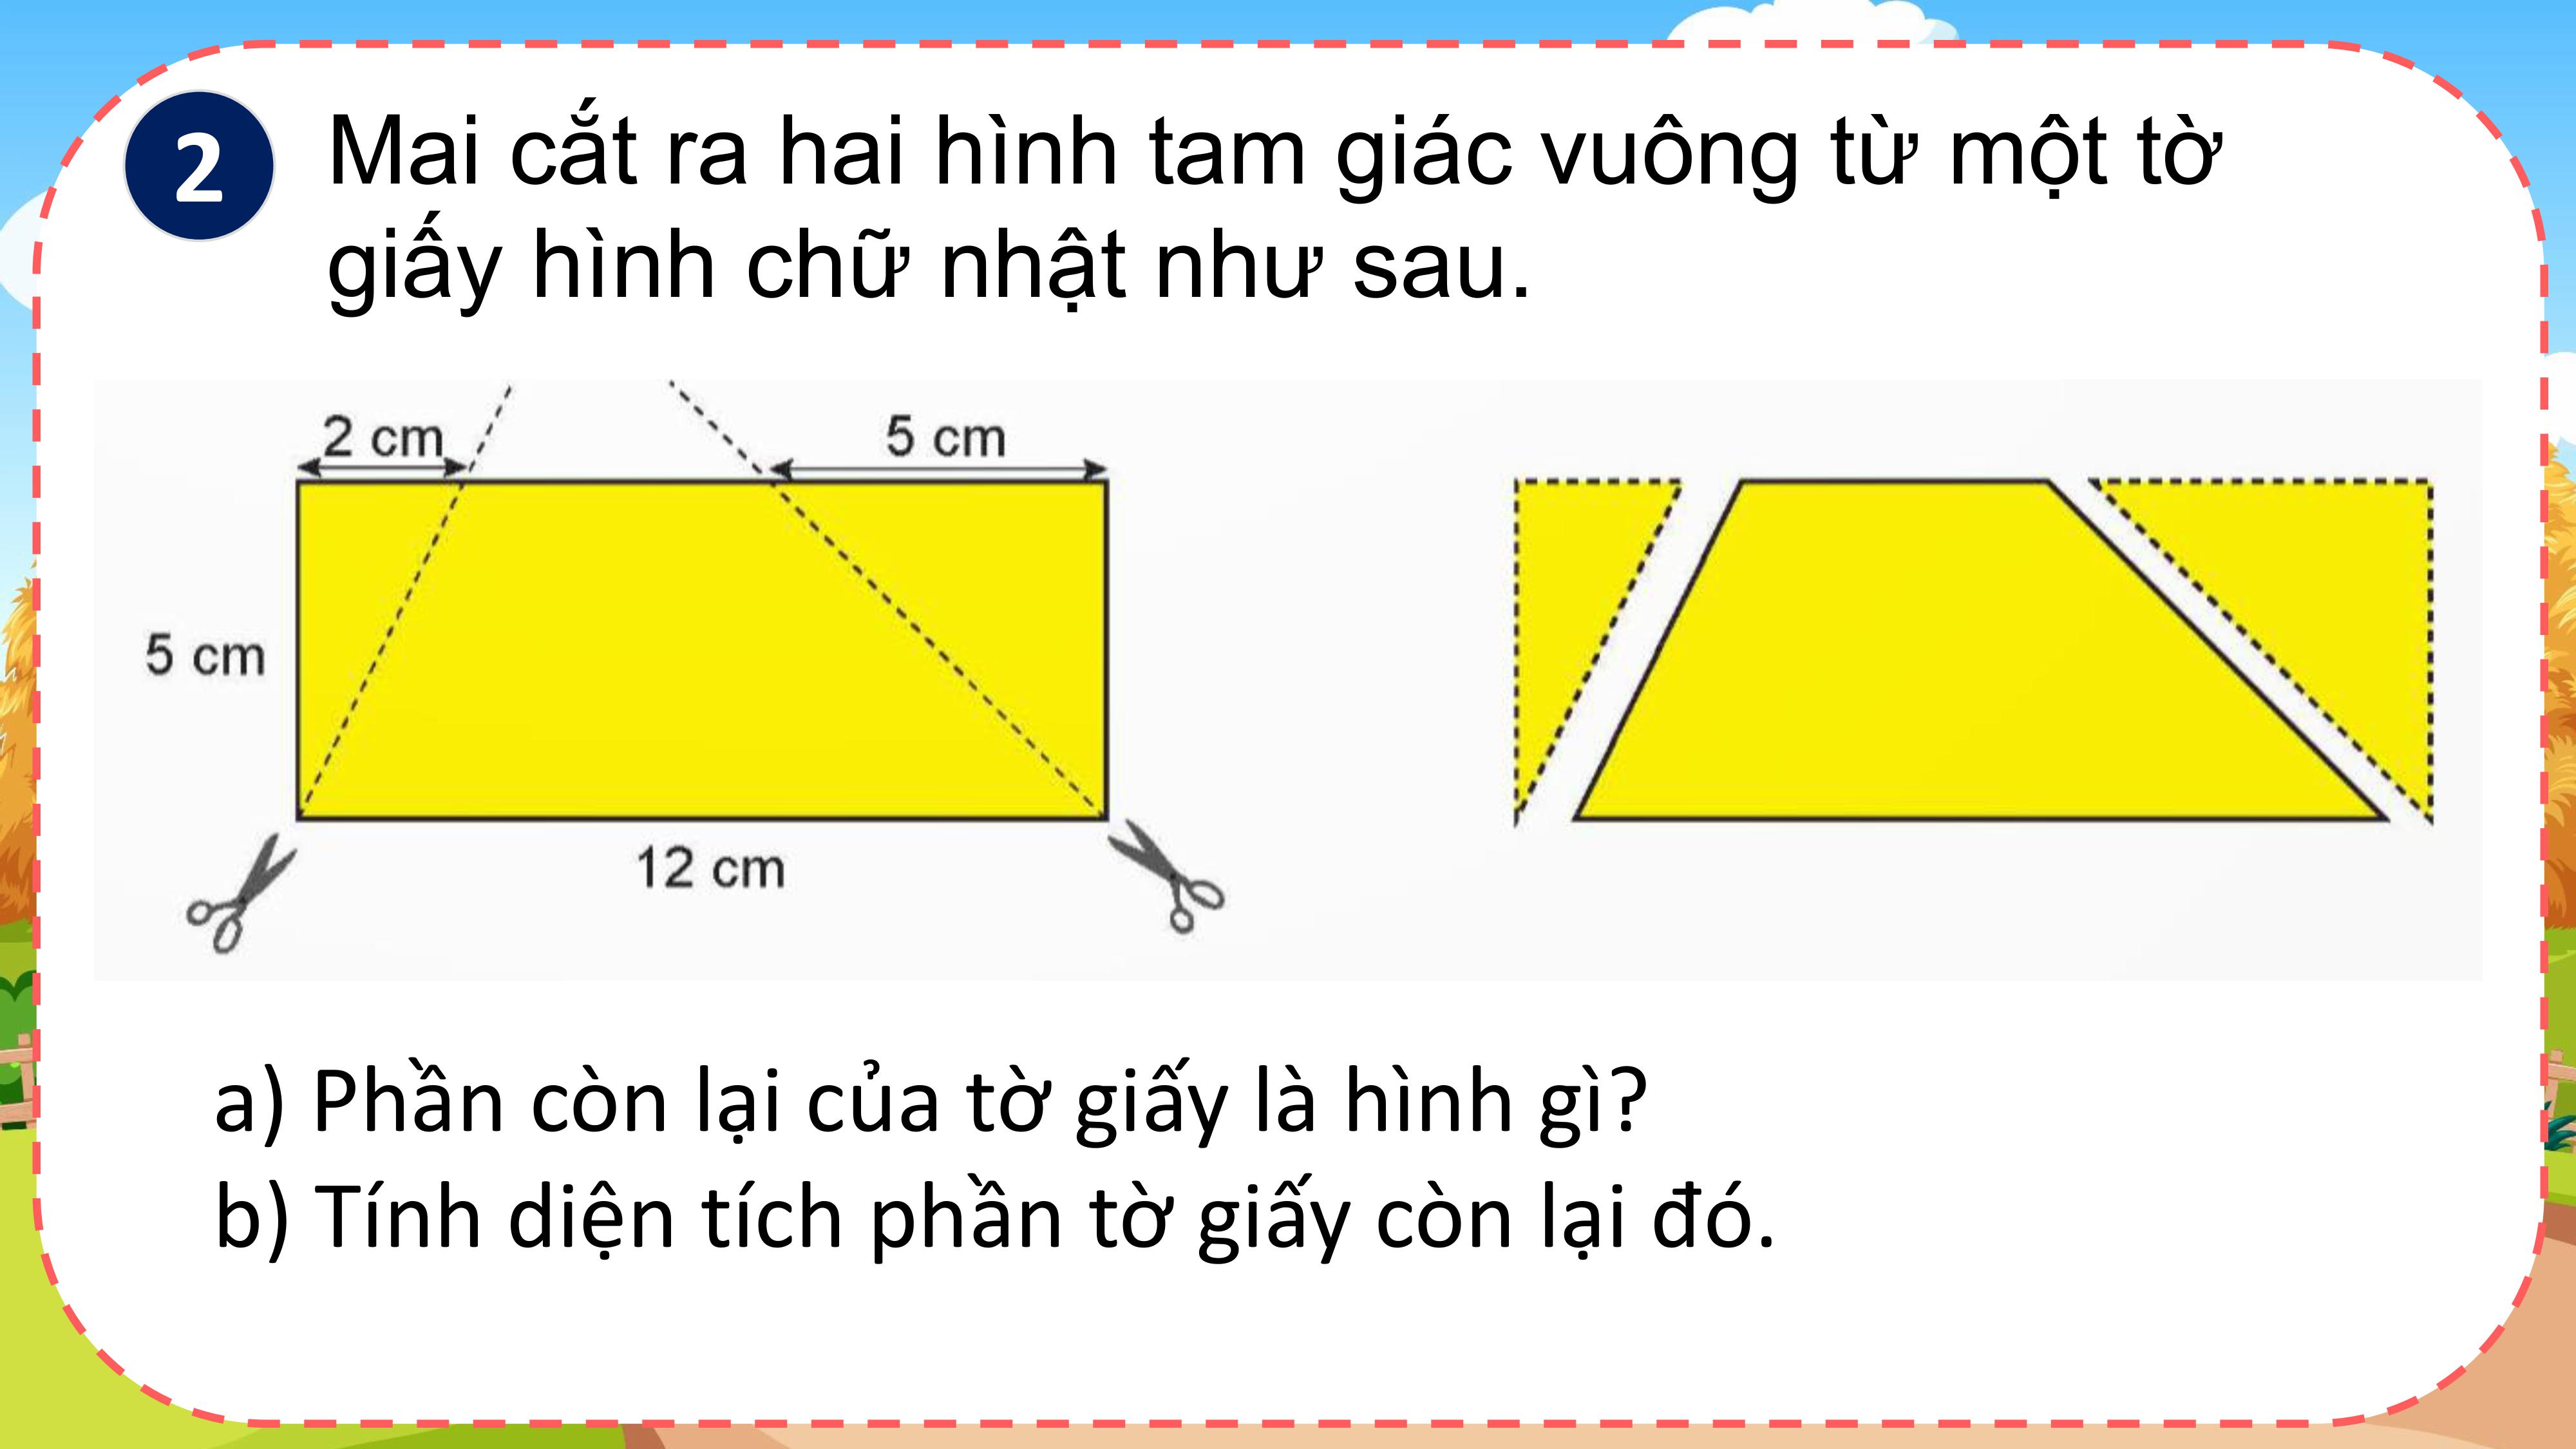 2
Mai cắt ra hai hình tam giác vuông từ một tờ
giấy hình chữ nhật như sau.
2 cm
5 cm
5 cm
12 cm
a) Phần còn lại của tờ giấy là hình gì?
b) Tính diện tích phần tờ giấy còn lại đó.